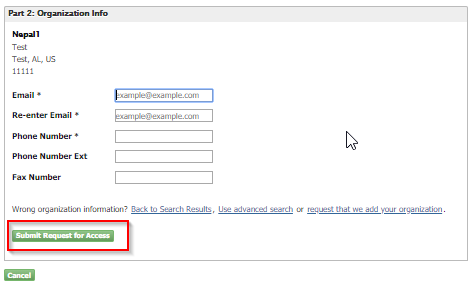 Part 2: Organization Info
Nepal1
Test
Test, AL, US
11111
Email *
example@example.com
Re-enter Email *
example@example.com
Phone Number *
Phone Number Ext
Fax Number
Wrong organization information? Back to Search Results, Use advanced search or request that we add your organization.
Submit Request for Access
Cancel